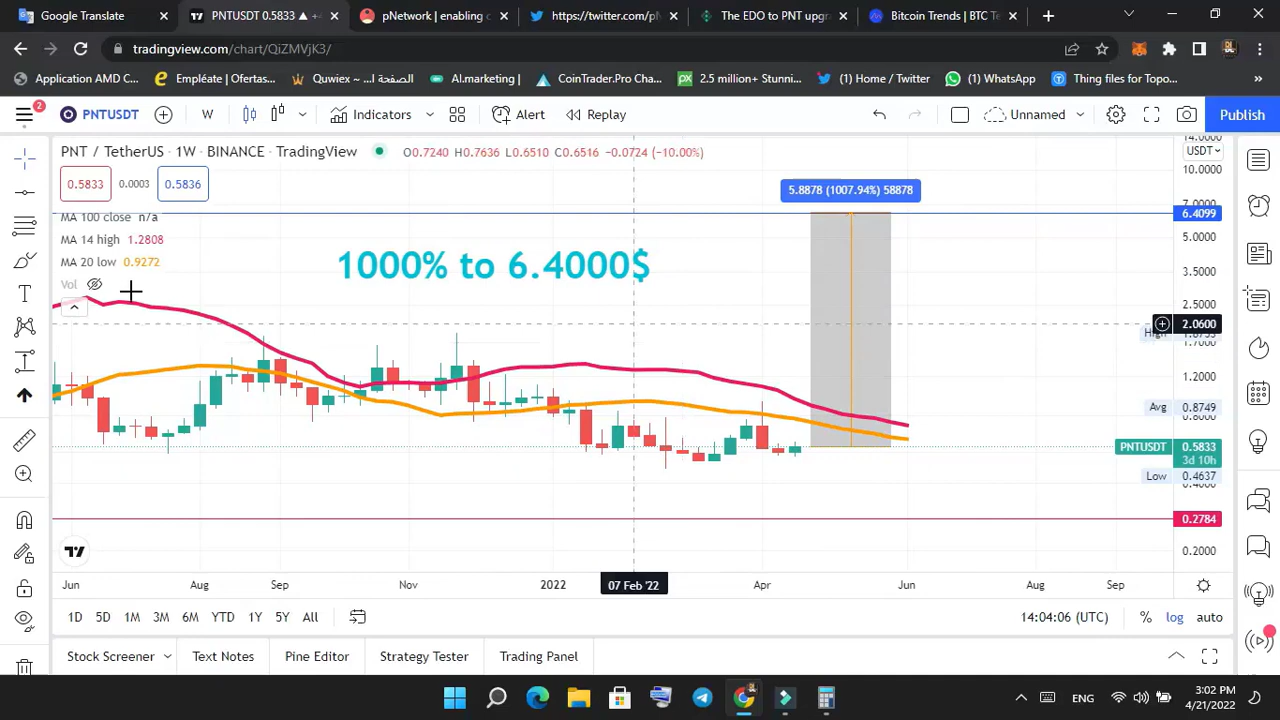 Google Translate
PNTUSDT 0.5833
pNetwork | enabling c
https://twitter.com/pN
The EDO to PNT upgra
Bitcoin Trends | BTC Te
tradingview.com/chart/QiZMVjK3/
Application AMD C...
Empléate | Ofertas...
Quwiex ~ الصفحة ا...
AI.marketing |
CoinTrader.Pro Cha...
2.5 million+ Stunni...
(1) Home / Twitter
(1) WhatsApp
Thing files for Topo...
2
PNTUSDT
W
Indicators
Alert
Replay
Unnamed
Publish
PNT / TetherUS · 1W · BINANCE · TradingView
O0.7240 H0.7636 L0.6510 C0.6516 -0.0724 (-10.00%)
USDT
14.0000
10.0000
0.5833
0.0003
0.5836
5.8878 (1007.94%) 58878
6.4099
MA 100 close n/a
MA 14 high 1.2808
MA 20 low 0.9272
Vol
1000% to 6.4000$
5.0000
3.5000
2.5000
2.0600
High
1.2000
Avg 0.8749
PNTUSDT 0.5833
3d 10h
Low 0.4637
0.2784
0.2000
Jun
Aug
Sep
Nov
2022
07 Feb '22
Apr
Jun
Aug
Sep
1D 5D 1M 3M 6M YTD 1Y 5Y All
14:04:06 (UTC)
% log auto
Stock Screener
Text Notes
Pine Editor
Strategy Tester
Trading Panel
ENG
3:02 PM
4/21/2022